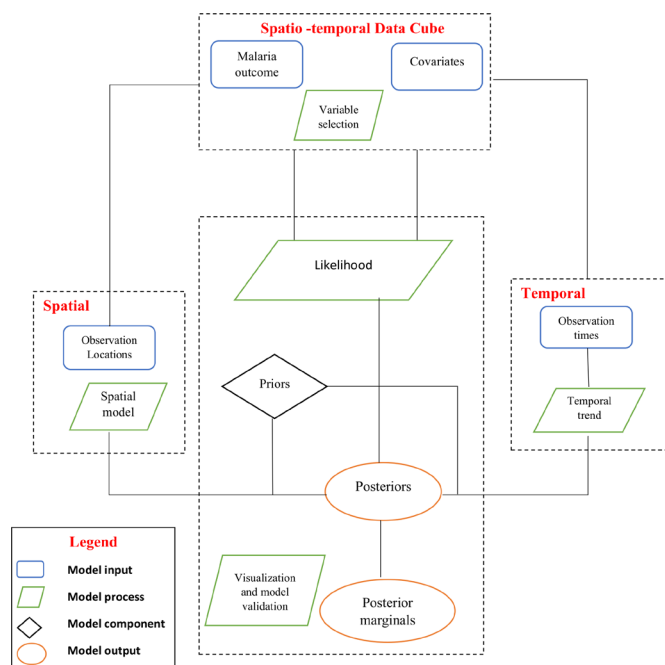 Spatio -temporal Data Cube
Malaria
outcome
Covariates
Variable
selection
Likelihood
Spatial
Observation
Locations
Spatial
model
Temporal
Observation
times
Temporal
trend
Priors
Posteriors
Visualization
and model
validation
Posterior
marginals
Legend
Model input
Model process
Model component
Model output